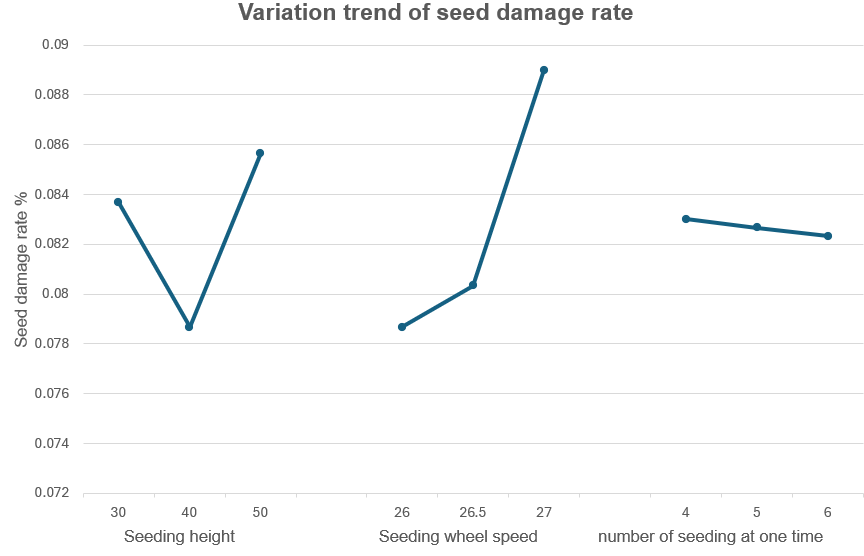 Variation trend of seed damage rate
Seed damage rate %
0.09
0.088
0.086
0.084
0.082
0.08
0.078
0.076
0.074
0.072
30 40 50 26 26.5 27 4 5 6
Seeding height Seeding wheel speed number of seeding at one time